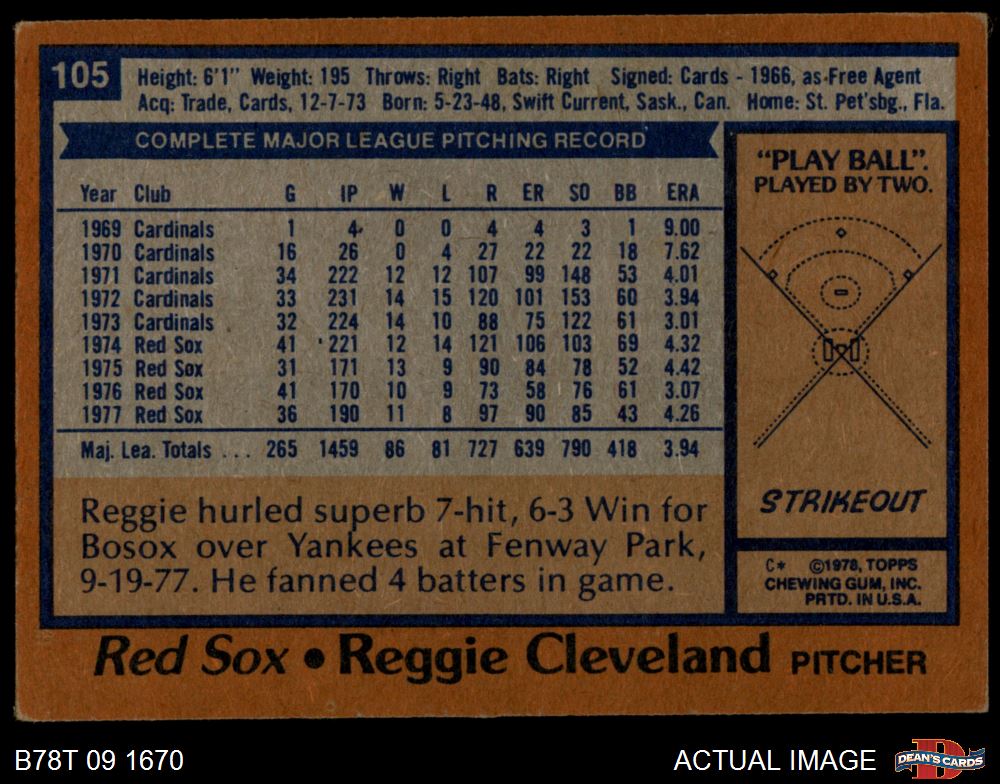 105
Height: 6'1" Weight: 195 Throws: Right Bats: Right Signed: Cards - 1966, as Free Agent
Acq: Trade, Cards, 12-7-73 Born: 5-23-48, Swift Current, Sask., Can. Home: St. Pet'sbg., Fla.
COMPLETE MAJOR LEAGUE PITCHING RECORD
Year Club G IP W L R ER SO BB ERA
1969 Cardinals 1 4 0 0 4 4 3 1 9.00
1970 Cardinals 16 26 0 4 27 22 22 18 7.62
1971 Cardinals 34 222 12 12 107 99 148 53 4.01
1972 Cardinals 33 231 14 15 120 101 153 60 3.94
1973 Cardinals 32 224 14 10 88 75 122 61 3.01
1974 Red Sox 41 221 12 14 121 106 103 69 4.32
1975 Red Sox 31 171 13 9 90 84 78 52 4.42
1976 Red Sox 41 170 10 9 73 58 76 61 3.07
1977 Red Sox 36 190 11 8 97 90 85 43 4.26
Maj. Lea. Totals ... 265 1459 86 81 727 639 790 418 3.94
Reggie hurled superb 7-hit, 6-3 Win for
Bosox over Yankees at Fenway Park,
9-19-77. He fanned 4 batters in game.
"PLAY BALL".
PLAYED BY TWO.
STRIKEOUT
C* ©1978, TOPPS
CHEWING GUM, INC.
PRTD. IN U.S.A.
Red Sox • Reggie Cleveland PITCHER
B78T 09 1670
ACTUAL IMAGE
DEAN'S CARDS